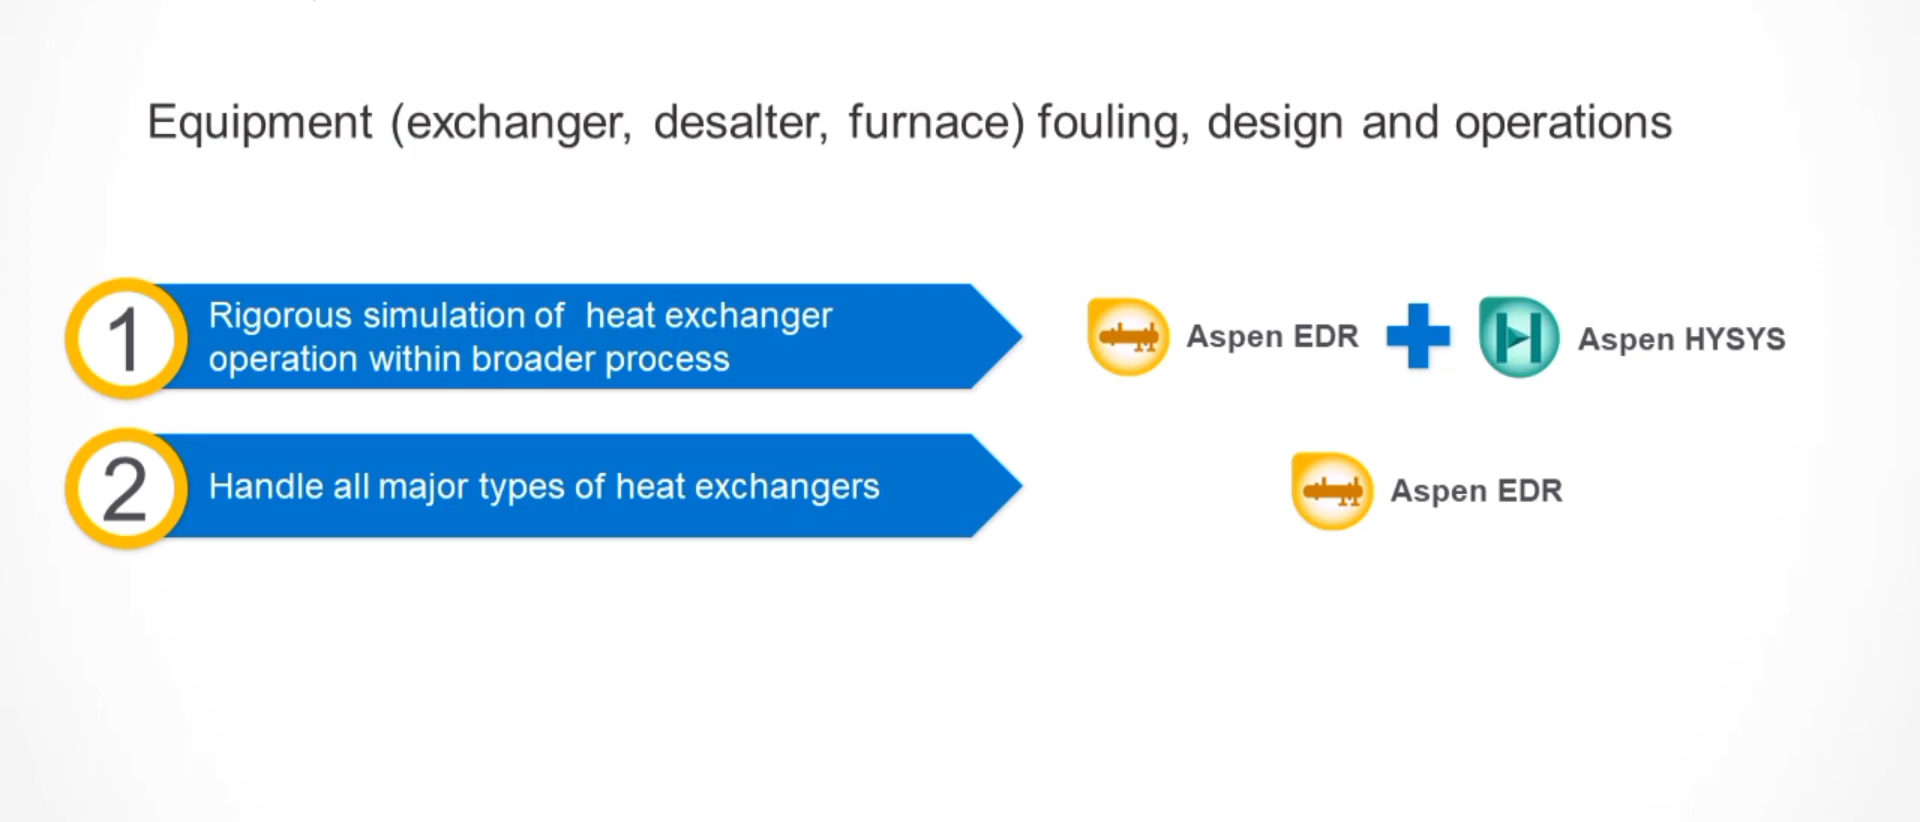 Equipment (exchanger, desalter, furnace) fouling, design and operations
1
Rigorous simulation of heat exchanger
operation within broader process
Aspen EDR
Aspen HYSYS
2
Handle all major types of heat exchangers
Aspen EDR